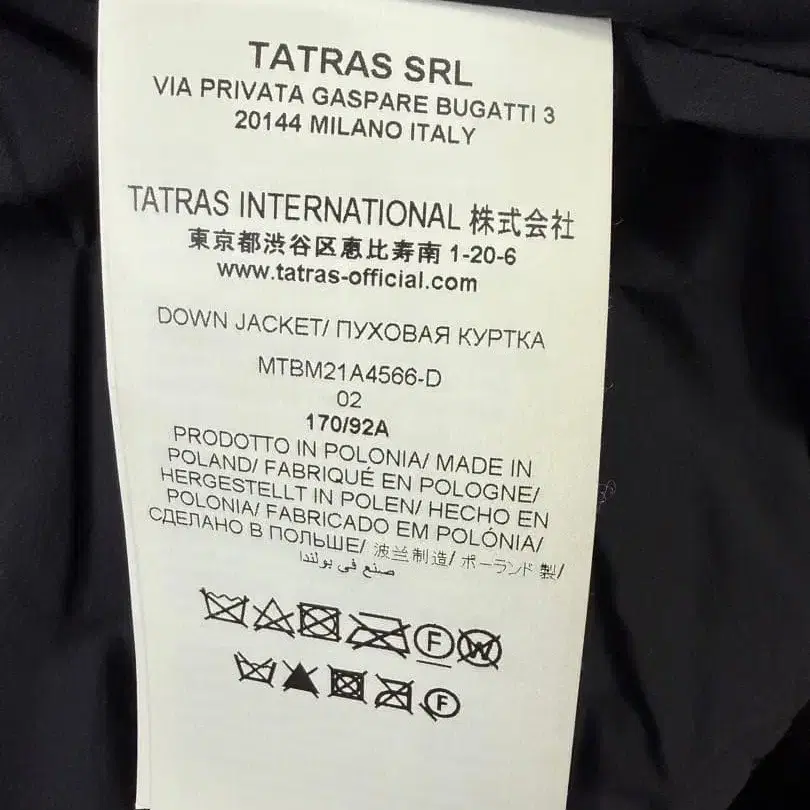 TATRAS SRL
VIA PRIVATA GASPARE BUGATTI 3
20144 MILANO ITALY
TATRAS INTERNATIONAL 株式会社
東京都渋谷区恵比寿南 1-20-6
www.tatras-official.com
DOWN JACKET/ ПУХОВАЯ КУРТКА
MTBM21A4566-D
02
170/92A
PRODOTTO IN POLONIA/ MADE IN
POLAND/ FABRIQUÉ EN POLOGNE/
HERGESTELLT IN POLEN/ HECHO EN
POLONIA/ FABRICADO EM POLÓNIA/
СДЕЛАНО В ПОЛЬШЕ/ 波兰制造/ ポーランド 製/
صنع في بولندا
F W
F